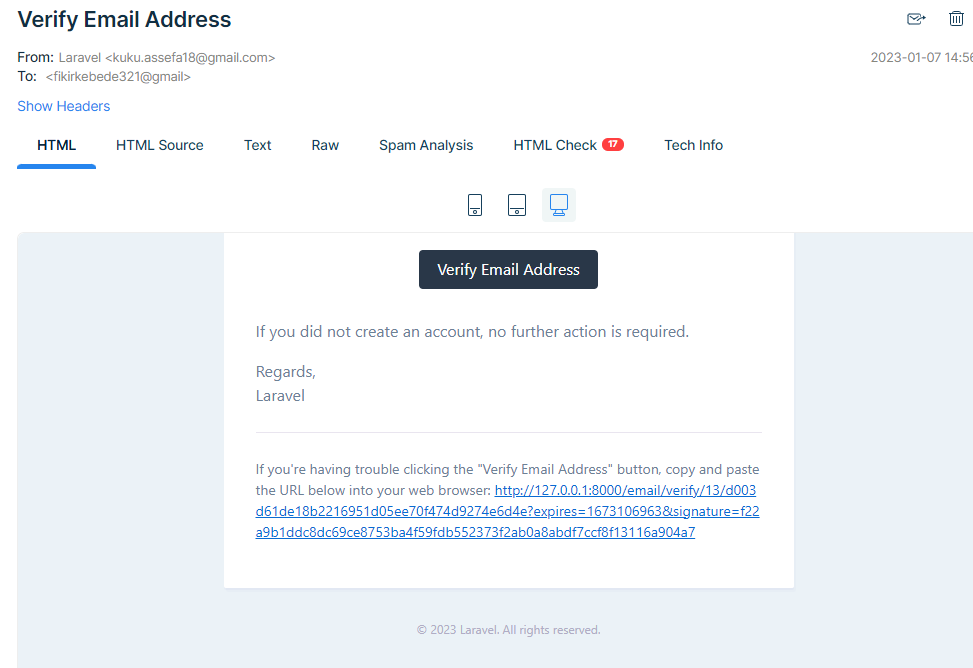 Verify Email Address
From: Laravel <kuku.assefa18@gmail.com>
2023-01-07 14:56
To: <fikirkebede321@gmail>
Show Headers
HTML HTML Source Text Raw Spam Analysis HTML Check 17 Tech Info
Verify Email Address
If you did not create an account, no further action is required.
Regards,
Laravel
If you're having trouble clicking the "Verify Email Address" button, copy and paste
the URL below into your web browser: http://127.0.0.1:8000/email/verify/13/d003
d61de18b2216951d05ee70f474d9274e6d4e?expires=1673106963&signature=f22
a9b1ddc8dc69ce8753ba4f59fdb552373f2ab0a8abdf7ccf8f13116a904a7
© 2023 Laravel. All rights reserved.